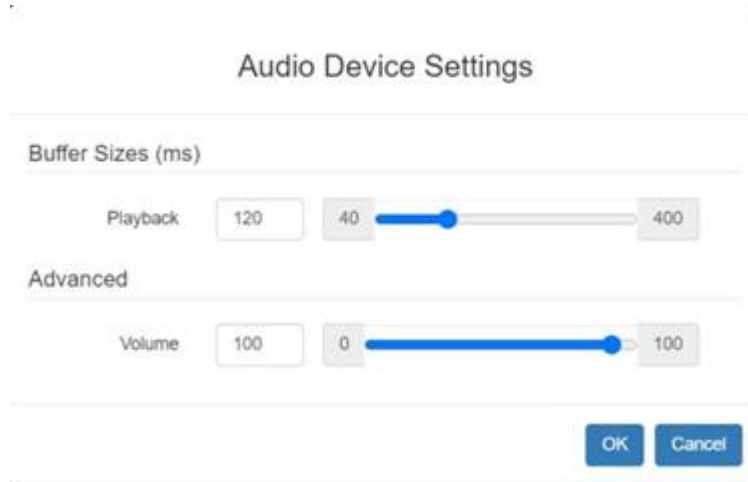 Audio Device Settings
Buffer Sizes (ms)
Playback 120 40 400
Advanced
Volume 100 0 100
OK Cancel